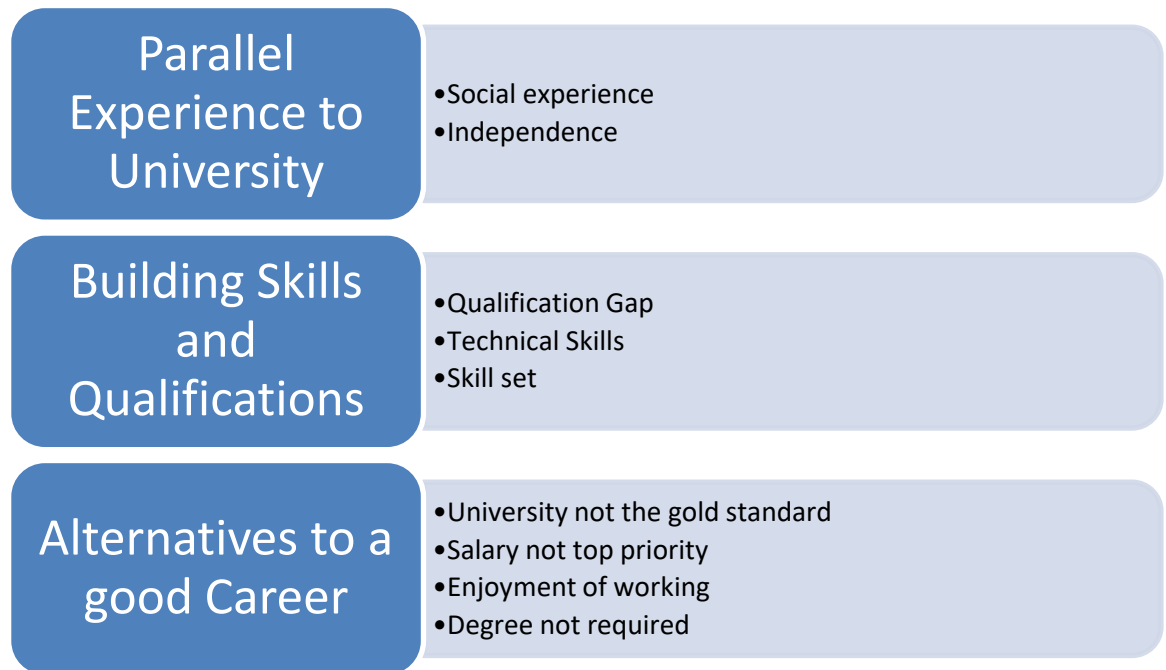 Parallel
Experience to
University
•Social experience
•Independence
Building Skills
and
Qualifications
•Qualification Gap
•Technical Skills
•Skill set
Alternatives to a
good Career
•University not the gold standard
•Salary not top priority
•Enjoyment of working
•Degree not required